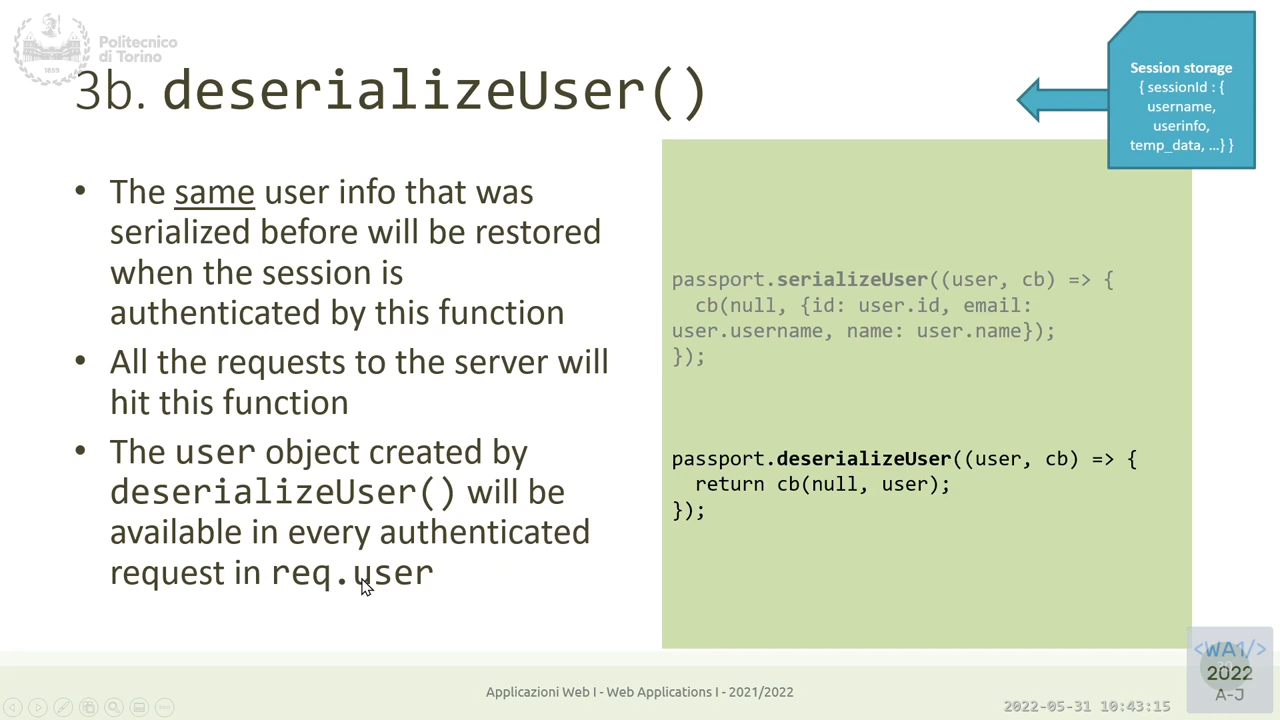 Politecnico
di Torino
1859
3b. deserializeUser()
Session storage
{ sessionId : {
username,
userinfo,
temp_data, ...} }
• The same user info that was
serialized before will be restored
when the session is
authenticated by this function
• All the requests to the server will
hit this function
• The user object created by
deserializeUser() will be
available in every authenticated
request in req.user
passport.serializeUser((user, cb) => {
cb(null, {id: user.id, email:
user.username, name: user.name});
});
passport.deserializeUser((user, cb) => {
return cb(null, user);
});
Applicazioni Web I - Web Applications I - 2021/2022
2022-05-31 10:43:15
<WA1/>
2022
A-J